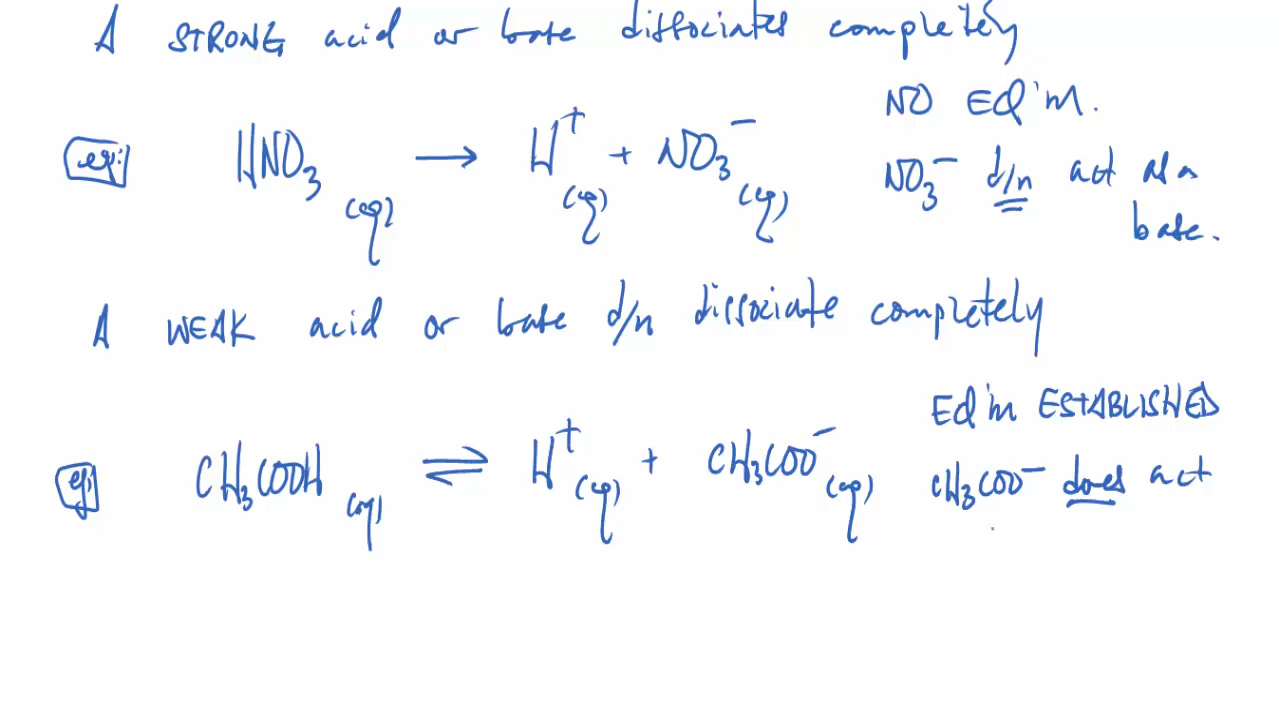 A STRONG acid or base dissociates completely
NO EQ'm.
eg: HNO₃ (aq) → H⁺ (aq) + NO₃⁻ (aq)
NO₃⁻ d/n act as a
base.
A WEAK acid or base d/n dissociate completely
EQ'm ESTABLISHED
eg: CH₃COOH (aq) ⇌ H⁺ (aq) + CH₃COO⁻ (aq)
CH₃COO⁻ does act